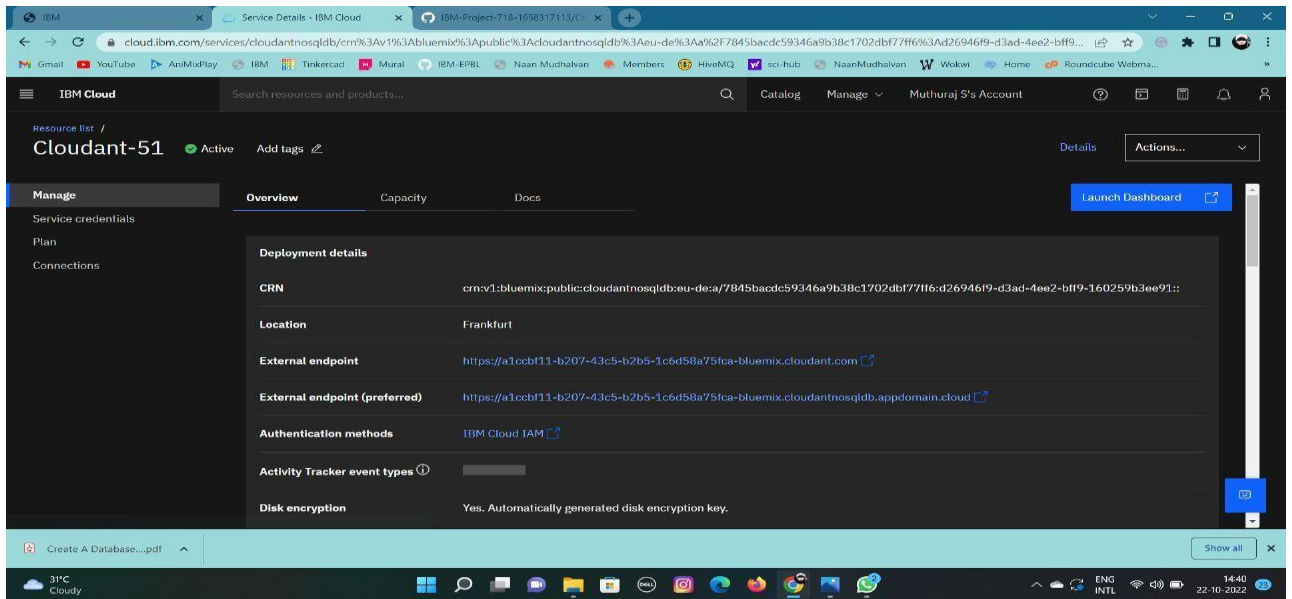 IBM
Service Details - IBM Cloud
IBM-Project-718-1658317113/Cl
cloud.ibm.com/services/cloudantnosqldb/crn%3Av1%3Abluemix%3Apublic%3Acloudantnosqldb%3Aeu-de%3Aa%2F7845bacdc59346a9b38c1702dbf77ff6%3Ad26946f9-d3ad-4ee2-bff9...
Gmail YouTube AniMixPlay IBM Tinkercad Mural IBM-EPBL Naan Mudhalvan Members HiveMQ sci-hub NaanMudhalvan Wokwi Home Roundcube Webma... »
IBM Cloud Search resources and products... Catalog Manage Muthuraj S's Account
Resource list /
Cloudant-51 Active Add tags Details Actions...
Manage
Service credentials
Plan
Connections
Overview Capacity Docs Launch Dashboard
Deployment details
CRN crn:v1:bluemix:public:cloudantnosqldb:eu-de:a/7845bacdc59346a9b38c1702dbf77ff6:d26946f9-d3ad-4ee2-bff9-160259b3ee91::
Location Frankfurt
External endpoint https://a1ccbf11-b207-43c5-b2b5-1c6d58a75fca-bluemix.cloudant.com
External endpoint (preferred) https://a1ccbf11-b207-43c5-b2b5-1c6d58a75fca-bluemix.cloudantnosqldb.appdomain.cloud
Authentication methods IBM Cloud IAM
Activity Tracker event types
Disk encryption Yes. Automatically generated disk encryption key.
Create A Database....pdf Show all
31°C
Cloudy
DELL
2
ENG
INTL
14:40
22-10-2022
23